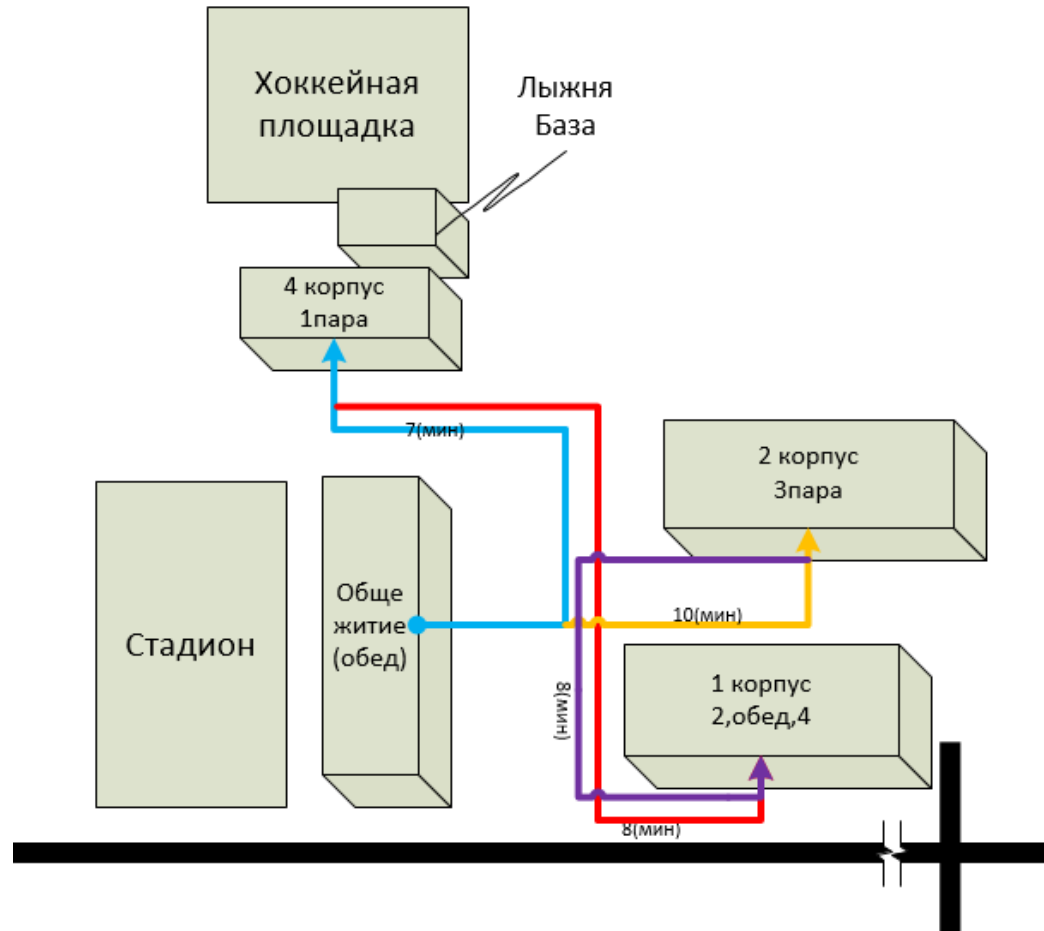 Хоккейная
площадка
Лыжня
База
4 корпус
1пара
7(мин)
2 корпус
3пара
Обще
житие
(обед)
10(мин)
Стадион
1 корпус
2,обед,4
8(мин)
8(мин)